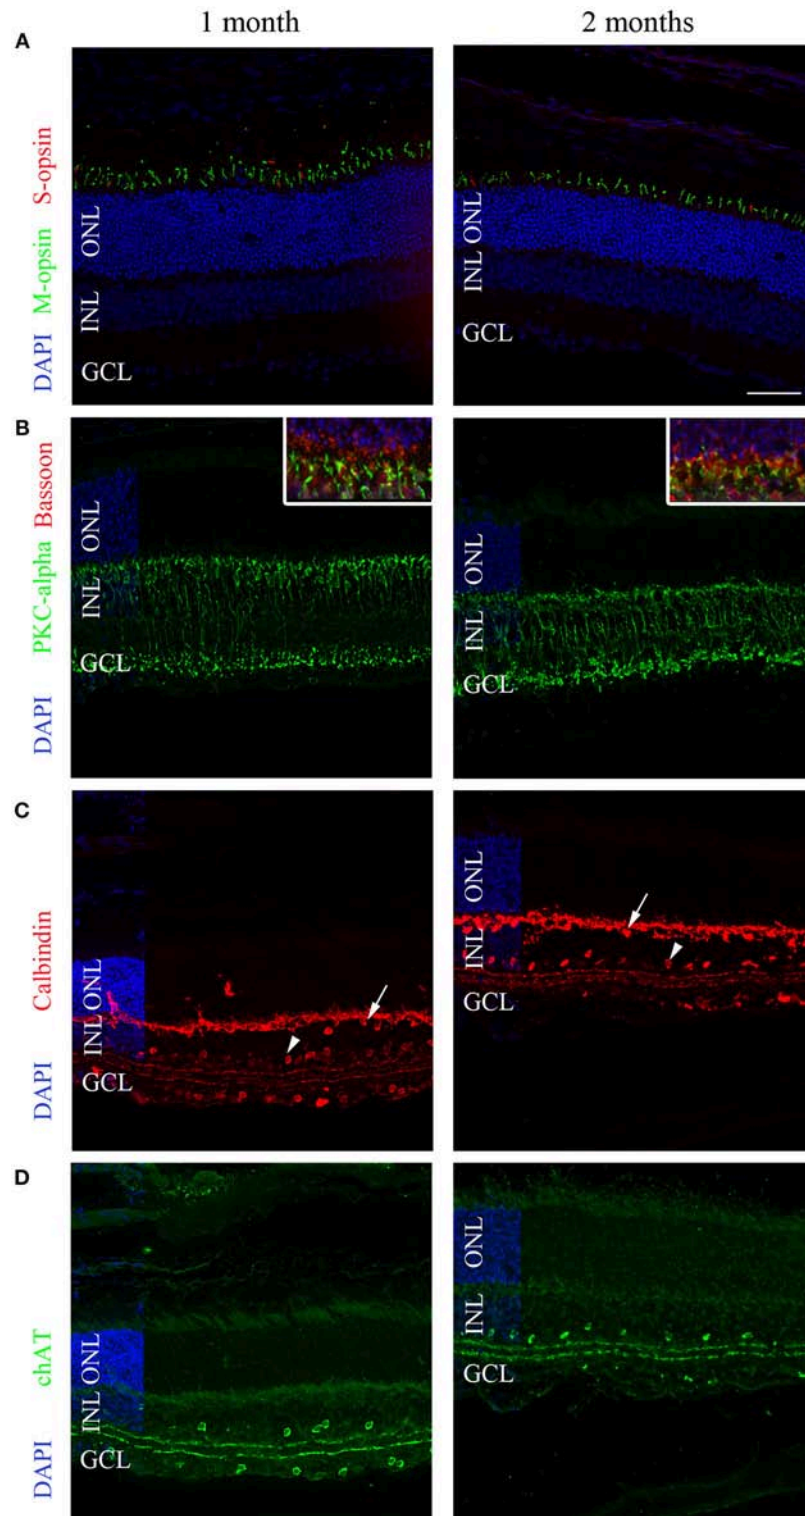 1 month
2 months
A
DAPI M-opsin S-opsin
ONL
INL
GCL
ONL
INL
GCL
B
DAPI PKC-alpha Bassoon
ONL
INL
GCL
ONL
INL
GCL
C
DAPI Calbindin
ONL
INL
GCL
ONL
INL
GCL
D
DAPI chAT
ONL
INL
GCL
ONL
INL
GCL